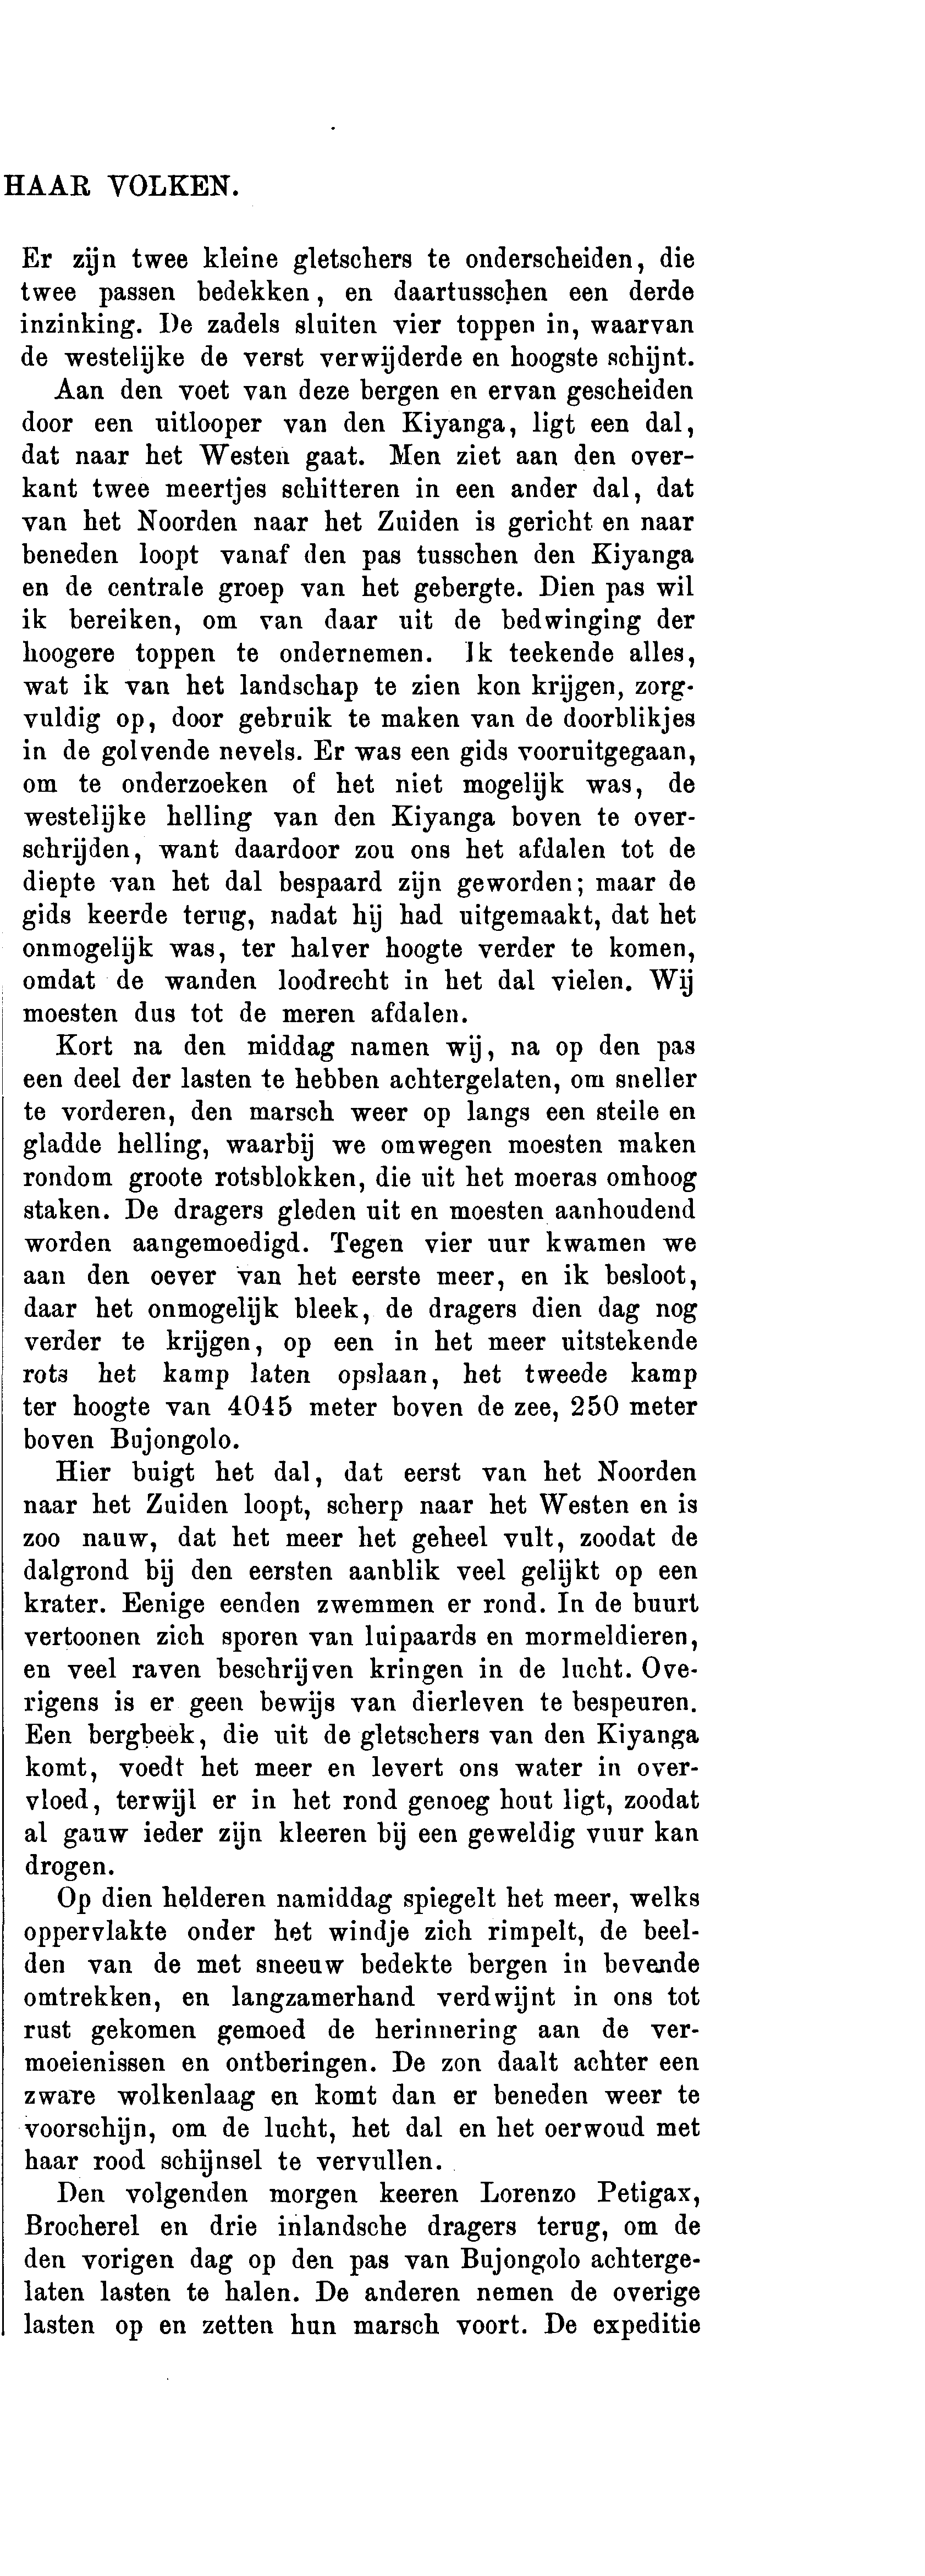 HAAR VOLKEN.
Er zijn twee kleine gletschers te onderscheiden, die
twee passen bedekken, en daartusschen een derde
inzinking. De zadels sluiten vier toppen in, waarvan
de westelijke de verst verwijderde en hoogste schijnt.
Aan den voet van deze bergen en ervan gescheiden
door een uitlooper van den Kiyanga, ligt een dal,
dat naar het Westen gaat. Men ziet aan den over-
kant twee meertjes schitteren in een ander dal, dat
van het Noorden naar het Zuiden is gericht en naar
beneden loopt vanaf den pas tusschen den Kiyanga
en de centrale groep van het gebergte. Dien pas wil
ik bereiken, om van daar uit de bedwinging der
hoogere toppen te ondernemen. Ik teekende alles,
wat ik van het landschap te zien kon krijgen, zorg-
vuldig op, door gebruik te maken van de doorblikjes
in de golvende nevels. Er was een gids vooruitgegaan,
om te onderzoeken of het niet mogelijk was, de
westelijke helling van den Kiyanga boven te over-
schrijden, want daardoor zou ons het afdalen tot de
diepte van het dal bespaard zijn geworden; maar de
gids keerde terug, nadat hij had uitgemaakt, dat het
onmogelijk was, ter halver hoogte verder te komen,
omdat de wanden loodrecht in het dal vielen. Wij
moesten dus tot de meren afdalen.
Kort na den middag namen wij, na op den pas
een deel der lasten te hebben achtergelaten, om sneller
te vorderen, den marsch weer op langs een steile en
gladde helling, waarbij we omwegen moesten maken
rondom groote rotsblokken, die uit het moeras omhoog
staken. De dragers gleden uit en moesten aanhoudend
worden aangemoedigd. Tegen vier uur kwamen we
aan den oever van het eerste meer, en ik besloot,
daar het onmogelijk bleek, de dragers dien dag nog
verder te krijgen, op een in het meer uitstekende
rots het kamp laten opslaan, het tweede kamp
ter hoogte van 4045 meter boven de zee, 250 meter
boven Bujongolo.
Hier buigt het dal, dat eerst van het Noorden
naar het Zuiden loopt, scherp naar het Westen en is
zoo nauw, dat het meer het geheel vult, zoodat de
dalgrond bij den eersten aanblik veel gelijkt op een
krater. Eenige eenden zwemmen er rond. In de buurt
vertoonen zich sporen van luipaards en mormeldieren,
en veel raven beschrijven kringen in de lucht. Ove-
rigens is er geen bewijs van dierleven te bespeuren.
Een bergbeek, die uit de gletschers van den Kiyanga
komt, voedt het meer en levert ons water in over-
vloed, terwijl er in het rond genoeg hout ligt, zoodat
al gauw ieder zijn kleeren bij een geweldig vuur kan
drogen.
Op dien helderen namiddag spiegelt het meer, welks
oppervlakte onder het windje zich rimpelt, de beel-
den van de met sneeuw bedekte bergen in bevende
omtrekken, en langzamerhand verdwijnt in ons tot
rust gekomen gemoed de herinnering aan de ver-
moeienissen en ontberingen. De zon daalt achter een
zware wolkenlaag en komt dan er beneden weer te
voorschijn, om de lucht, het dal en het oerwoud met
haar rood schijnsel te vervullen.
Den volgenden morgen keeren Lorenzo Petigax,
Brocherel en drie inlandsche dragers terug, om de
den vorigen dag op den pas van Bujongolo achterge-
laten lasten te halen. De anderen nemen de overige
lasten op en zetten hun marsch voort. De expeditie